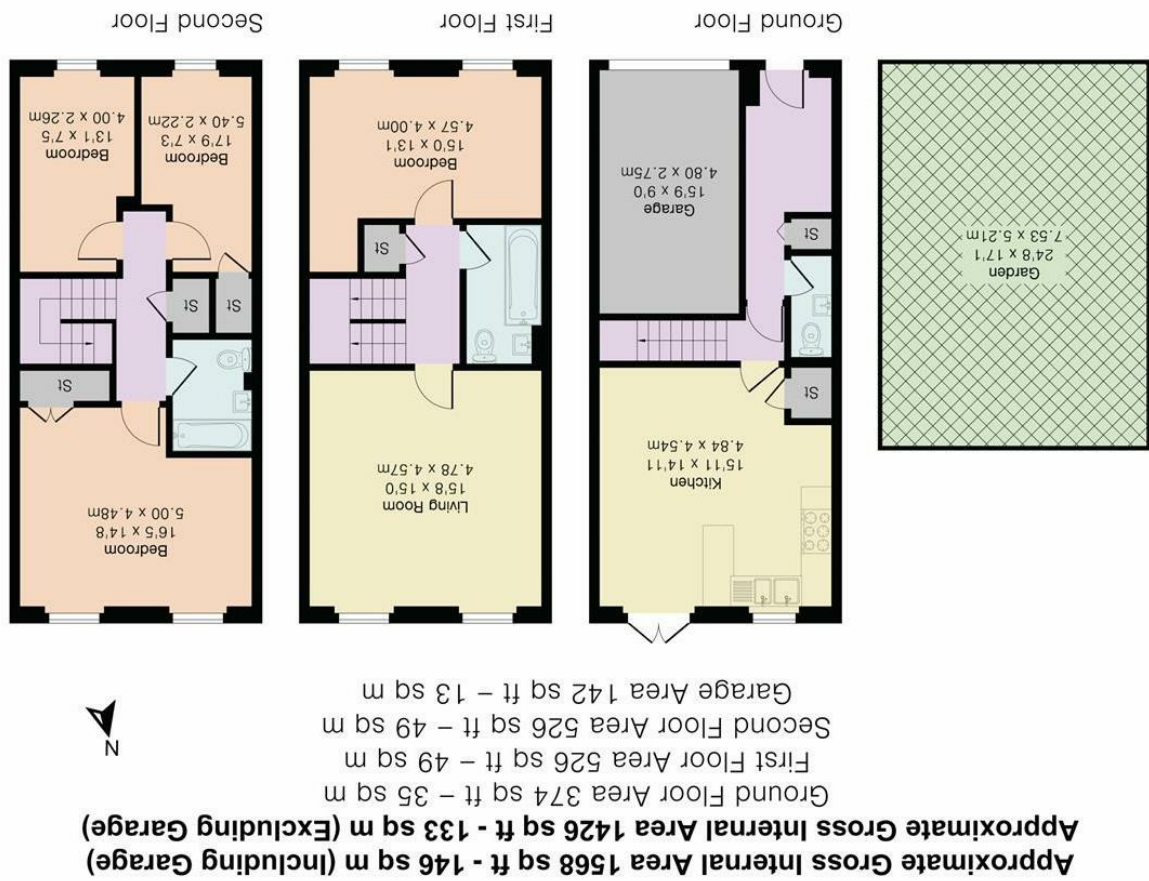 Approximate Gross Internal Area 1568 sq ft - 146 sq m (Including Garage)
Approximate Gross Internal Area 1426 sq ft - 133 sq m (Excluding Garage)
Ground Floor Area 374 sq ft – 35 sq m
First Floor Area 526 sq ft – 49 sq m
Second Floor Area 526 sq ft – 49 sq m
Garage Area 142 sq ft – 13 sq m
N
Garden
24'8 x 17'1
7.53 x 5.21m
Kitchen
15'11 x 14'11
4.84 x 4.54m
St
St
Garage
15'9 x 9'0
4.80 x 2.75m
Ground Floor
Living Room
15'8 x 15'0
4.78 x 4.57m
St
Bedroom
15'0 x 13'1
4.57 x 4.00m
First Floor
Bedroom
16'5 x 14'8
5.00 x 4.48m
St
St
St
Bedroom
17'9 x 7'3
5.40 x 2.22m
Bedroom
13'1 x 7'5
4.00 x 2.26m
Second Floor